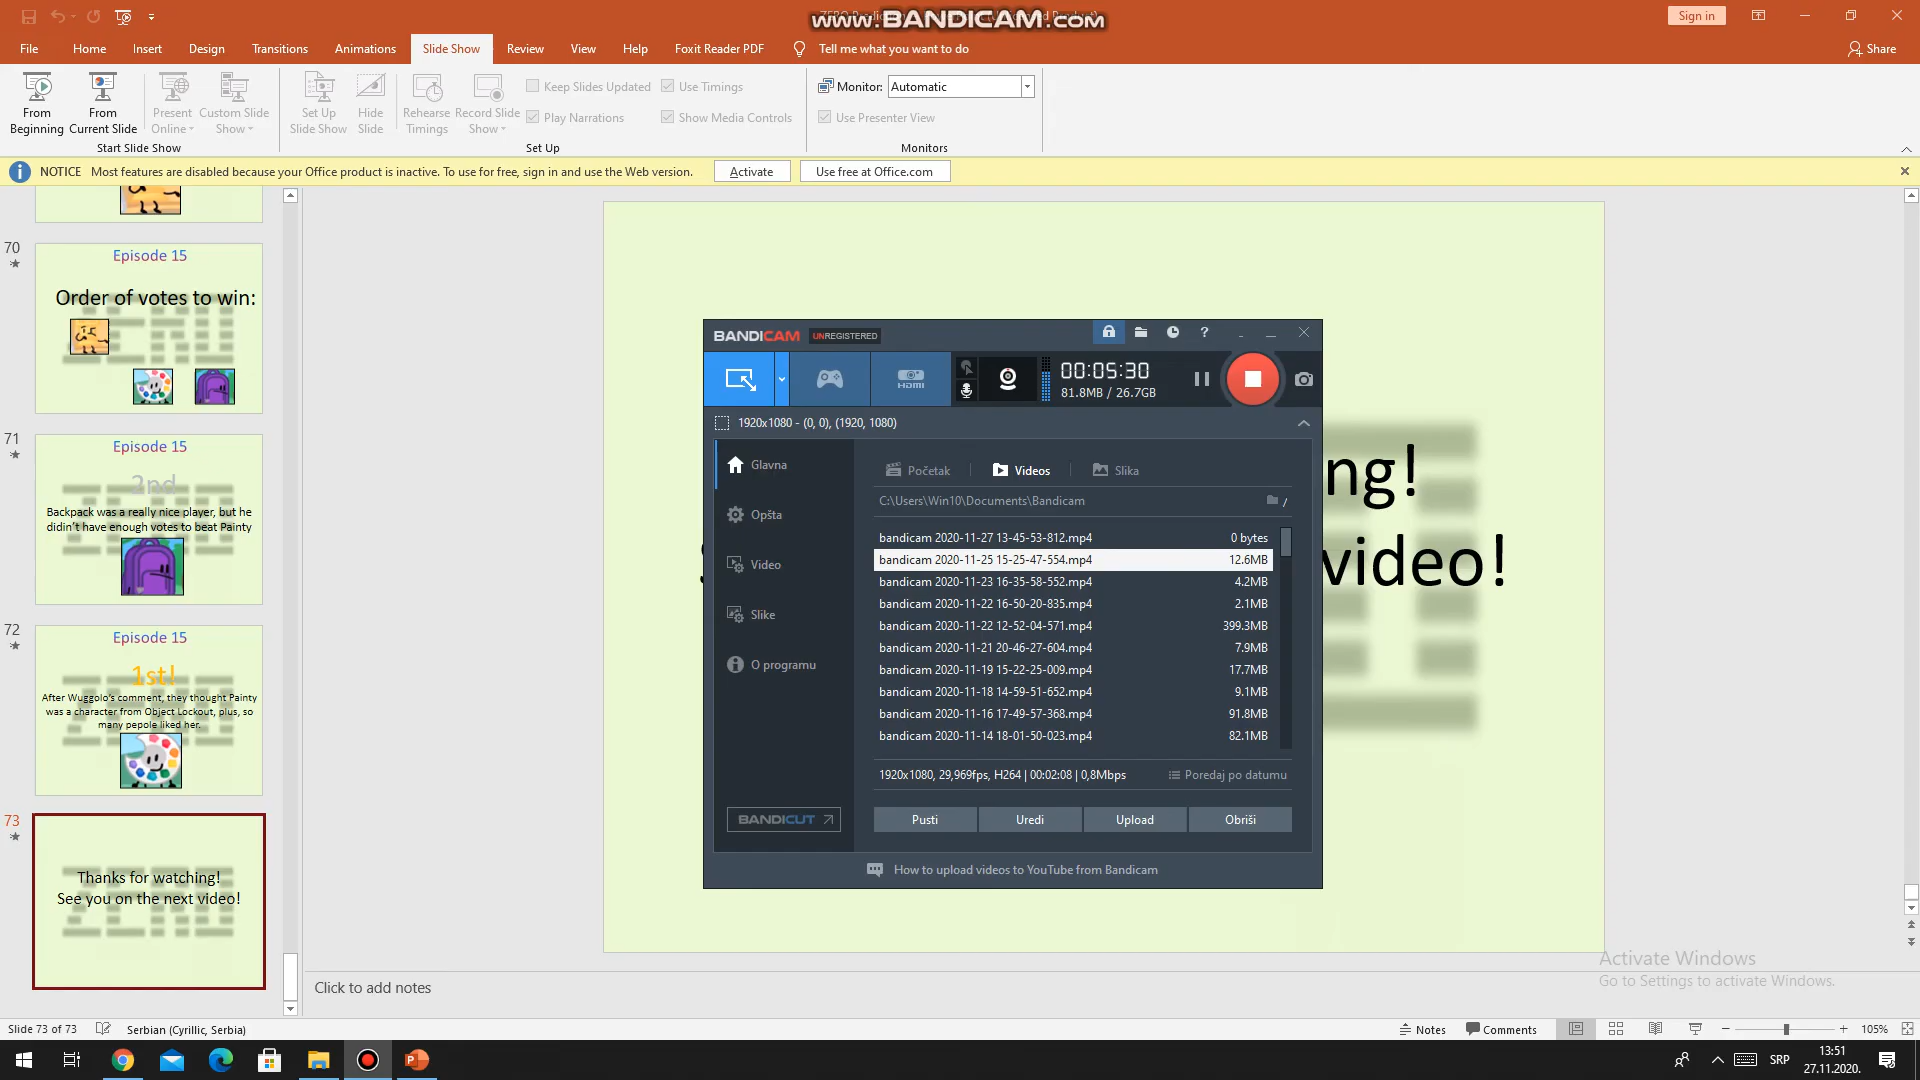 www.BANDICAM.com
Sign in
File
Home
Insert
Design
Transitions
Animations
Slide Show
Review
View
Help
Foxit Reader PDF
Tell me what you want to do
Share
From Beginning
From Current Slide
Present Online
Custom Slide Show
Start Slide Show
Set Up Slide Show
Hide Slide
Rehearse Timings
Record Slide Show
Keep Slides Updated
Use Timings
Play Narrations
Show Media Controls
Set Up
Monitor:
Automatic
Use Presenter View
Monitors
NOTICE Most features are disabled because your Office product is inactive. To use for free, sign in and use the Web version.
Activate
Use free at Office.com
70
Episode 15
Order of votes to win:
71
Episode 15
2nd
Backpack was a really nice player, but he
didin't have enough votes to beat Painty
72
Episode 15
1st!
After Wuggolo's comment, they thought Painty
was a character from Object Lockout, plus, so
many pepole liked her.
73
Thanks for watching!
See you on the next video!
ng!
video!
BANDICAM UNREGISTERED
HDMI
00:05:30
81.8MB / 26.7GB
1920x1080 - (0, 0), (1920, 1080)
Glavna
Opšta
Video
Slike
O programu
BANDICUT
Početak
Videos
Slika
C:\Users\Win10\Documents\Bandicam
/
bandicam 2020-11-27 13-45-53-812.mp4 0 bytes
bandicam 2020-11-25 15-25-47-554.mp4 12.6MB
bandicam 2020-11-23 16-35-58-552.mp4 4.2MB
bandicam 2020-11-22 16-50-20-835.mp4 2.1MB
bandicam 2020-11-22 12-52-04-571.mp4 399.3MB
bandicam 2020-11-21 20-46-27-604.mp4 7.9MB
bandicam 2020-11-19 15-22-25-009.mp4 17.7MB
bandicam 2020-11-18 14-59-51-652.mp4 9.1MB
bandicam 2020-11-16 17-49-57-368.mp4 91.8MB
bandicam 2020-11-14 18-01-50-023.mp4 82.1MB
1920x1080, 29,969fps, H264 | 00:02:08 | 0,8Mbps
Poredaj po datumu
Pusti
Uredi
Upload
Obriši
How to upload videos to YouTube from Bandicam
Activate Windows
Go to Settings to activate Windows.
Click to add notes
Slide 73 of 73
Serbian (Cyrillic, Serbia)
Notes
Comments
105%
SRP
13:51
27.11.2020.